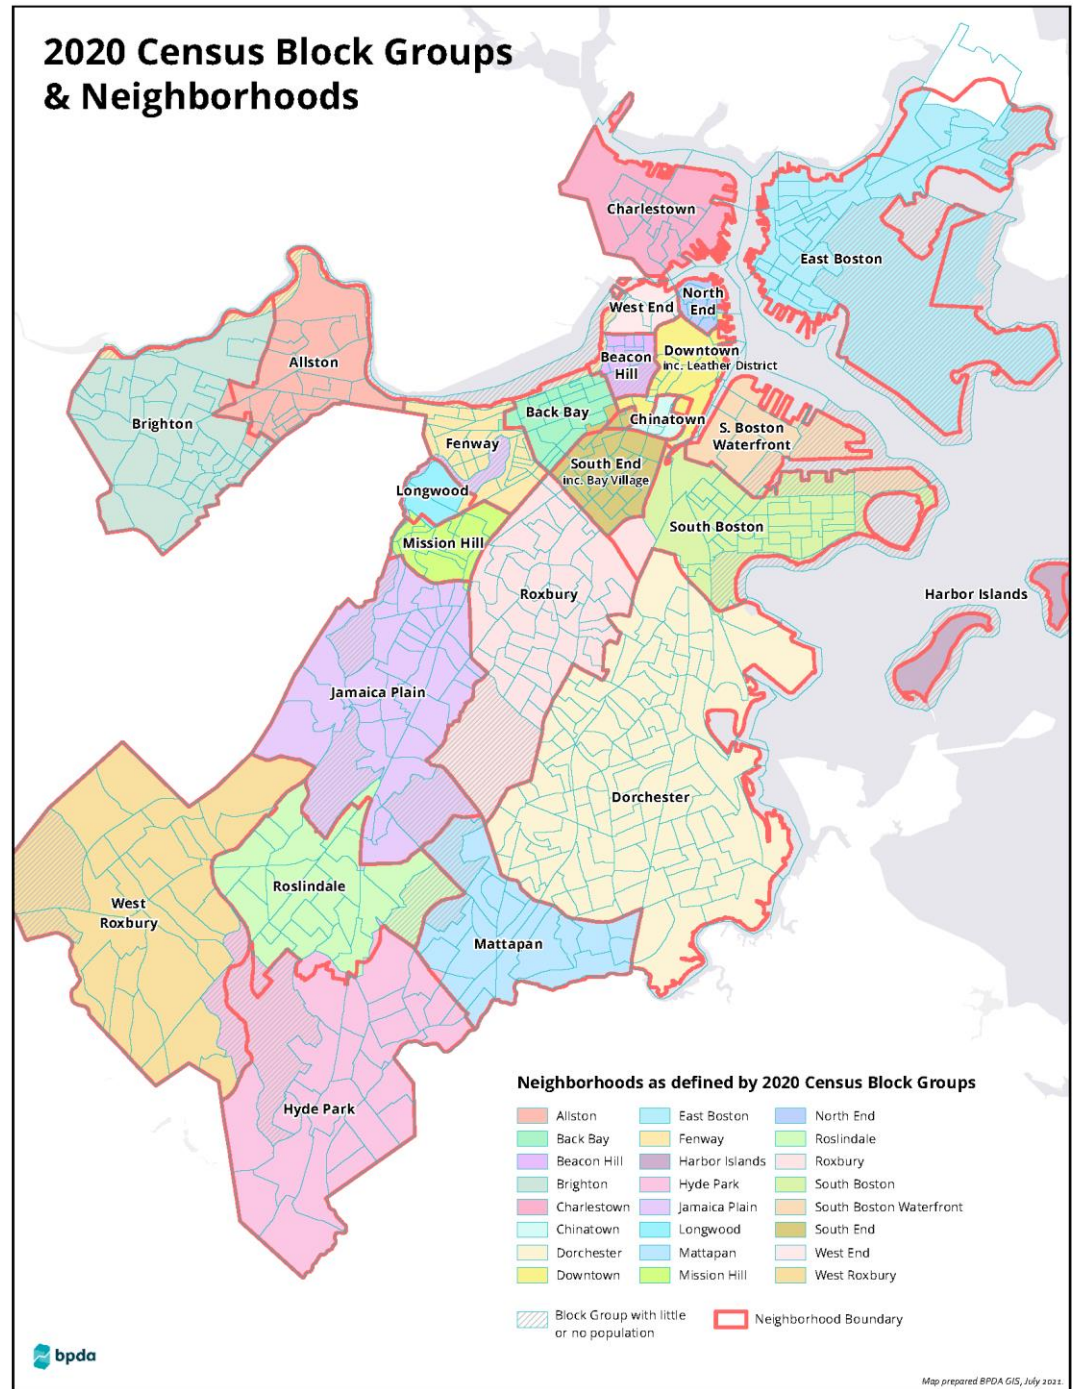 2020 Census Block Groups
& Neighborhoods
Charlestown
East Boston
North
End
West End
Downtown
inc. Leather District
Beacon
Hill
Allston
Back Bay
Chinatown
Brighton
S. Boston
Waterfront
Fenway
South End
inc. Bay Village
Longwood
South Boston
Mission Hill
Roxbury
Harbor Islands
Jamaica Plain
Dorchester
Roslindale
West
Roxbury
Mattapan
Hyde Park
Neighborhoods as defined by 2020 Census Block Groups
Allston
Back Bay
Beacon Hill
Brighton
Charlestown
Chinatown
Dorchester
Downtown
East Boston
Fenway
Harbor Islands
Hyde Park
Jamaica Plain
Longwood
Mattapan
Mission Hill
North End
Roslindale
Roxbury
South Boston
South Boston Waterfront
South End
West End
West Roxbury
Block Group with little
or no population
Neighborhood Boundary
bpda
Map prepared BPDA GIS, July 2021.